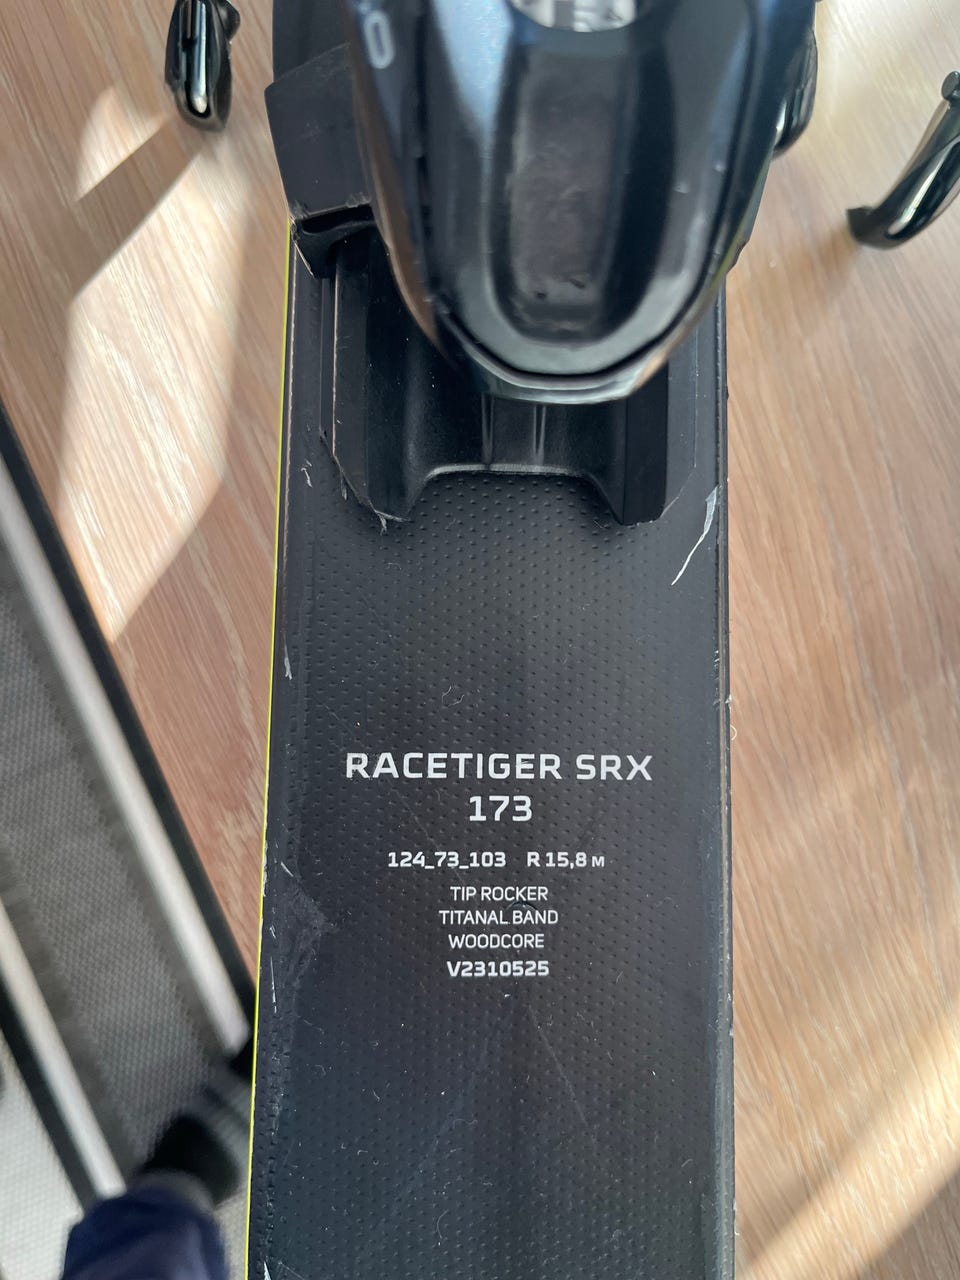 RACETIGER SRX
173
124_73_103 R 15,8 M
TIP ROCKER
TITANAL BAND
WOODCORE
V2310525